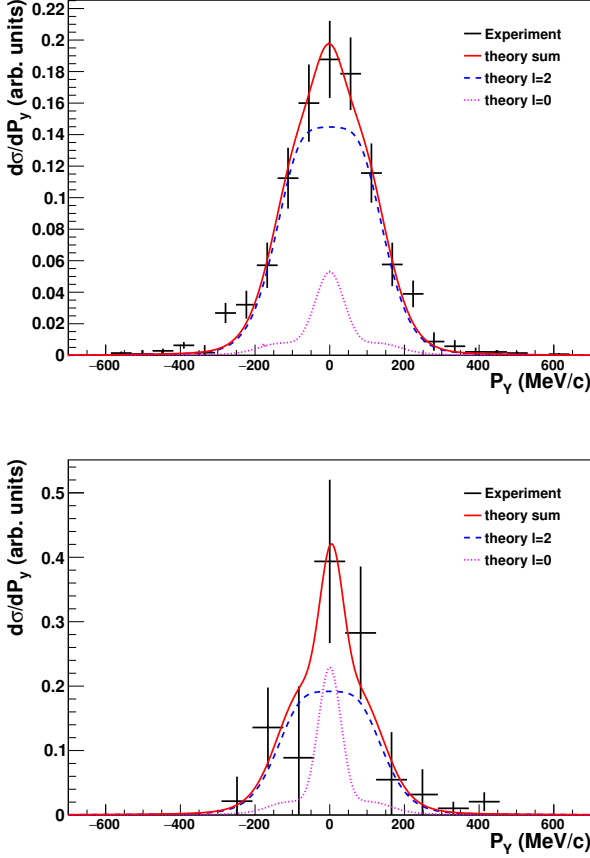 dσ/dPy (arb. units)
0.22
0.2
0.18
0.16
0.14
0.12
0.1
0.08
0.06
0.04
0.02
0
Experiment
theory sum
theory l=2
theory l=0
−600 −400 −200 0 200 400 600
PY (MeV/c)
dσ/dPy (arb. units)
0.5
0.4
0.3
0.2
0.1
0
Experiment
theory sum
theory l=2
theory l=0
−600 −400 −200 0 200 400 600
PY (MeV/c)